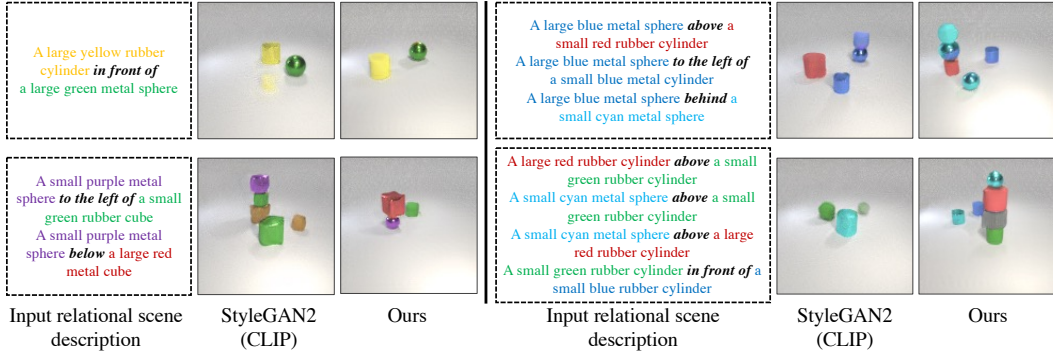 A large yellow rubber
cylinder in front of
a large green metal sphere
A small purple metal
sphere to the left of a small
green rubber cube
A small purple metal
sphere below a large red
metal cube
Input relational scene
description
StyleGAN2
(CLIP)
Ours
A large blue metal sphere above a
small red rubber cylinder
A large blue metal sphere to the left of
a small blue metal cylinder
A large blue metal sphere behind a
small cyan metal sphere
A large red rubber cylinder above a small
green rubber cylinder
A small cyan metal sphere above a small
green rubber cylinder
A small cyan metal sphere above a large
red rubber cylinder
A small green rubber cylinder in front of a
small blue rubber cylinder
Input relational scene
description
StyleGAN2
(CLIP)
Ours